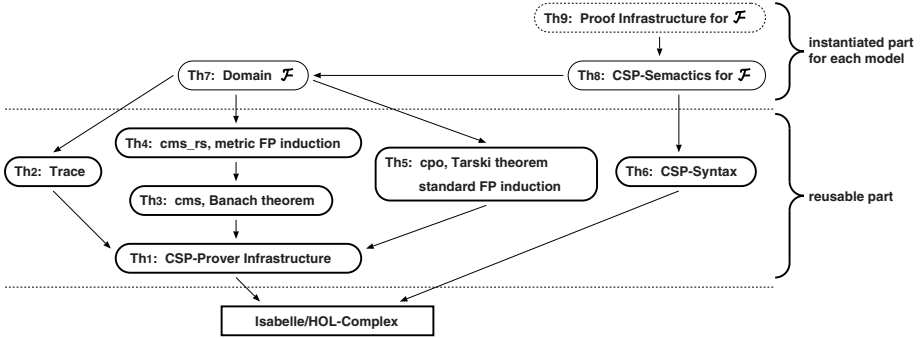 Th9: Proof Infrastructure for 𝓕
instantiated part
for each model
Th7: Domain 𝓕
Th8: CSP-Semactics for 𝓕
Th4: cms_rs, metric FP induction
Th2: Trace
Th5: cpo, Tarski theorem
standard FP induction
Th6: CSP-Syntax
Th3: cms, Banach theorem
reusable part
Th1: CSP-Prover Infrastructure
Isabelle/HOL-Complex